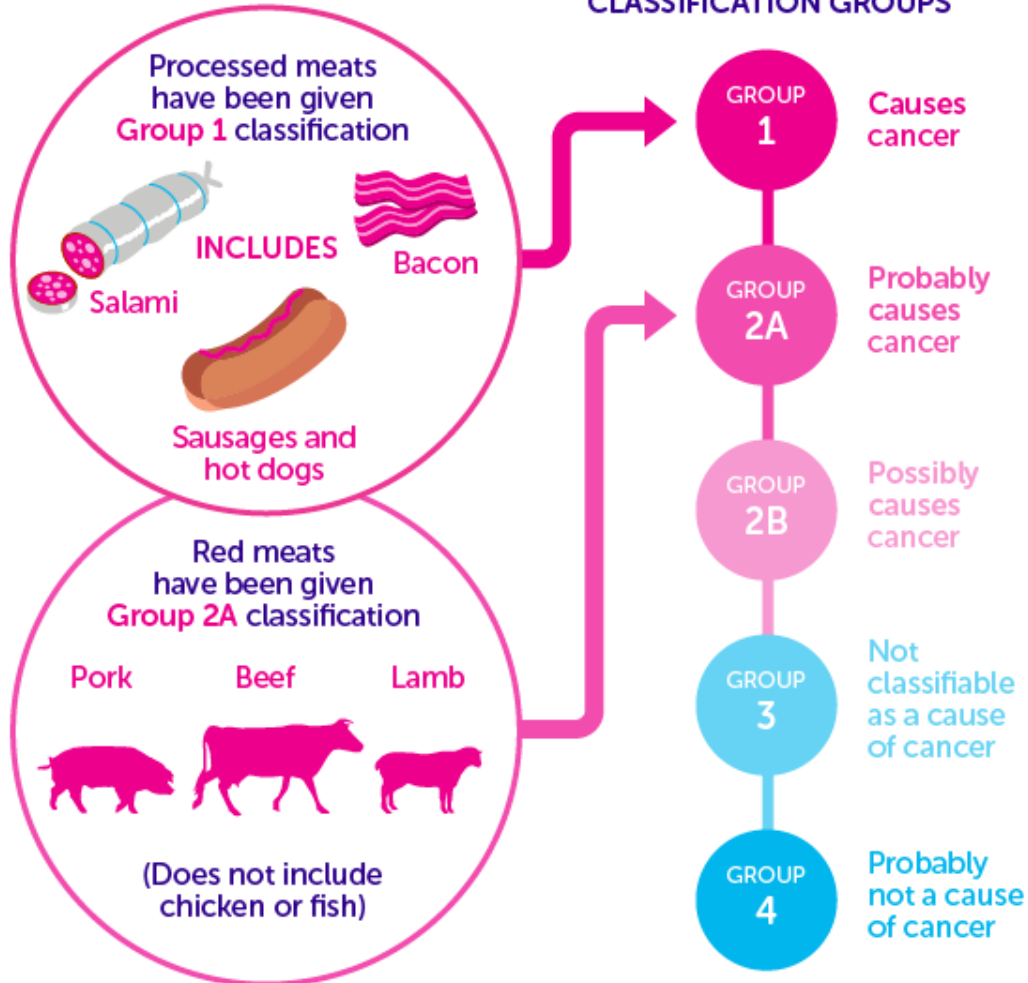 CLASSIFICATION GROUPS
Processed meats
have been given
Group 1 classification
INCLUDES
Bacon
Salami
Sausages and
hot dogs
Red meats
have been given
Group 2A classification
Pork
Beef
Lamb
(Does not include
chicken or fish)
GROUP
1
Causes
cancer
GROUP
2A
Probably
causes
cancer
GROUP
2B
Possibly
causes
cancer
GROUP
3
Not
classifiable
as a cause
of cancer
GROUP
4
Probably
not a cause
of cancer